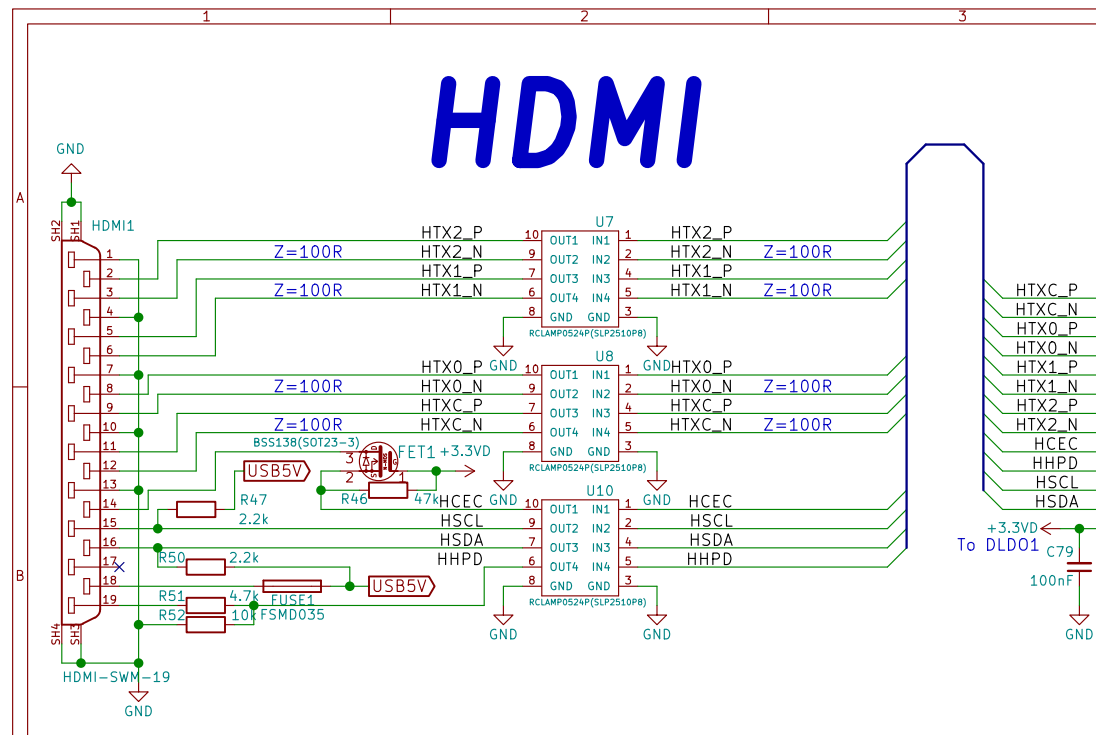 1 2 3
HDMI
GND
A
SH2 SH1
HDMI1
U7
HTX2_P 10 OUT1 IN1 1 HTX2_P
1
Z=100R HTX2_N 9 OUT2 IN2 2 HTX2_N Z=100R
2
HTX1_P 7 OUT3 IN3 4 HTX1_P
3
Z=100R HTX1_N 6 OUT4 IN4 5 HTX1_N Z=100R
HTXC_P
4
8 GND GND 3
HTXC_N
5
RCLAMP0524P(SLP2510P8)
HTX0_P
6
HTX0_N
U8
GND GND
7
HTX0_P 10 OUT1 IN1 1 HTX0_P
HTX1_P
8
Z=100R HTX0_N 9 OUT2 IN2 2 HTX0_N Z=100R
HTX1_N
9
HTXC_P 7 OUT3 IN3 4 HTXC_P
HTX2_P
10
Z=100R HTXC_N 6 OUT4 IN4 5 HTXC_N Z=100R
HTX2_N
BSS138(SOT23-3)
11
FET1 +3.3VD
D
G
S
N-MOS
3
2
1
8 GND GND 3
HCEC
12
USB5V
RCLAMP0524P(SLP2510P8)
HHPD
13
GND GND
HSCL
R46 47k
U10
14
R47
2.2k
HCEC 10 OUT1 IN1 1 HCEC
HSDA
15
HSCL 9 OUT2 IN2 2 HSCL
+3.3VD
To DLDO1
16
HSDA 7 OUT3 IN3 4 HSDA
C79
100nF
GND
R50 2.2k
17
HHPD 6 OUT4 IN4 5 HHPD
B
18
USB5V
8 GND GND 3
FUSE1
FSMD035
RCLAMP0524P(SLP2510P8)
R51 4.7k
19
R52 10k
GND GND
SH4 SH3
HDMI-SWM-19
GND